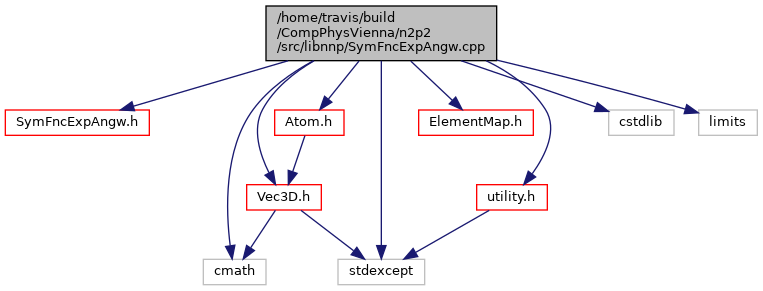 /home/travis/build
/CompPhysVienna/n2p2
/src/libnnp/SymFncExpAngw.cpp
SymFncExpAngw.h
Atom.h
ElementMap.h
cstdlib
limits
Vec3D.h
utility.h
cmath
stdexcept